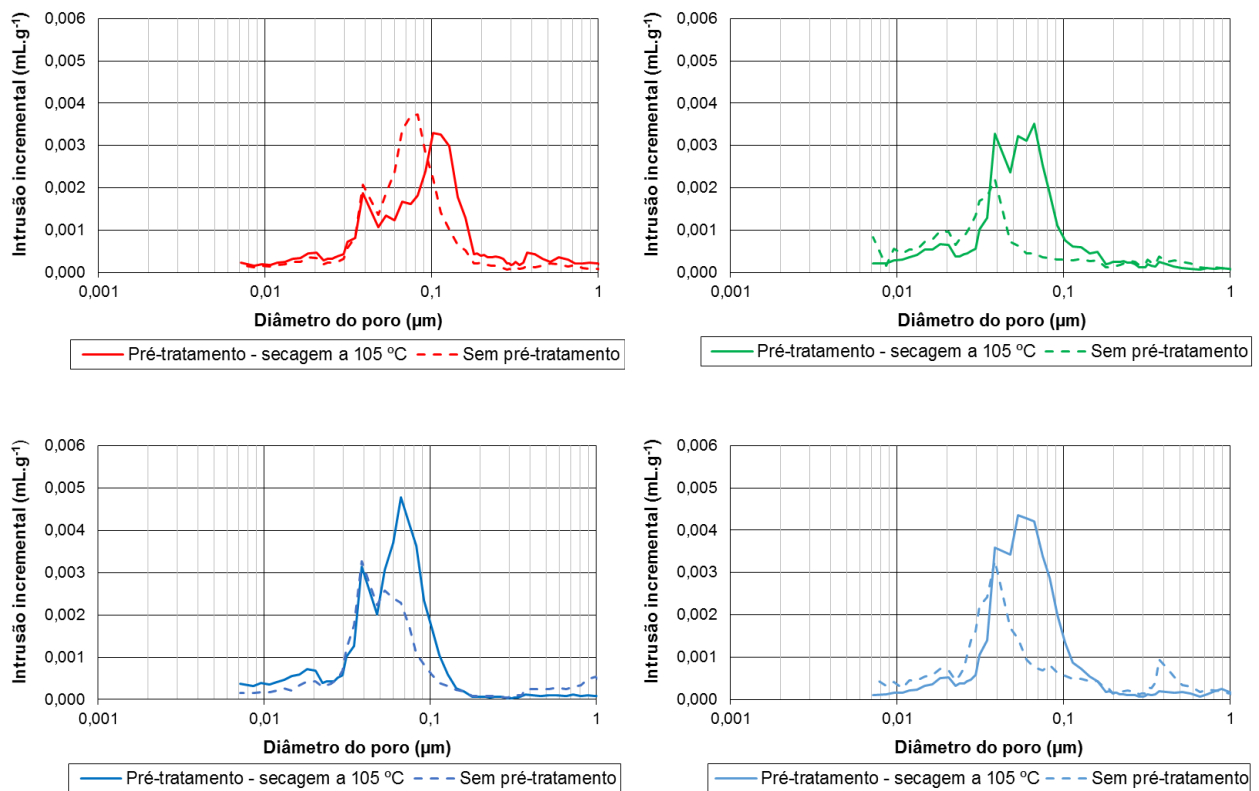 Intrusão incremental (mL.g⁻¹)
0,006
0,005
0,004
0,003
0,002
0,001
0,000
0,001
0,01
0,1
1
Diâmetro do poro (µm)
Pré-tratamento - secagem a 105 ºC
Sem pré-tratamento
Intrusão incremental (mL.g⁻¹)
0,006
0,005
0,004
0,003
0,002
0,001
0,000
0,001
0,01
0,1
1
Diâmetro do poro (µm)
Pré-tratamento - secagem a 105 ºC
Sem pré-tratamento
Intrusão incremental (mL.g⁻¹)
0,006
0,005
0,004
0,003
0,002
0,001
0,000
0,001
0,01
0,1
1
Diâmetro do poro (µm)
Pré-tratamento - secagem a 105 ºC
Sem pré-tratamento
Intrusão incremental (mL.g⁻¹)
0,006
0,005
0,004
0,003
0,002
0,001
0,000
0,001
0,01
0,1
1
Diâmetro do poro (µm)
Pré-tratamento - secagem a 105 ºC
Sem pré-tratamento